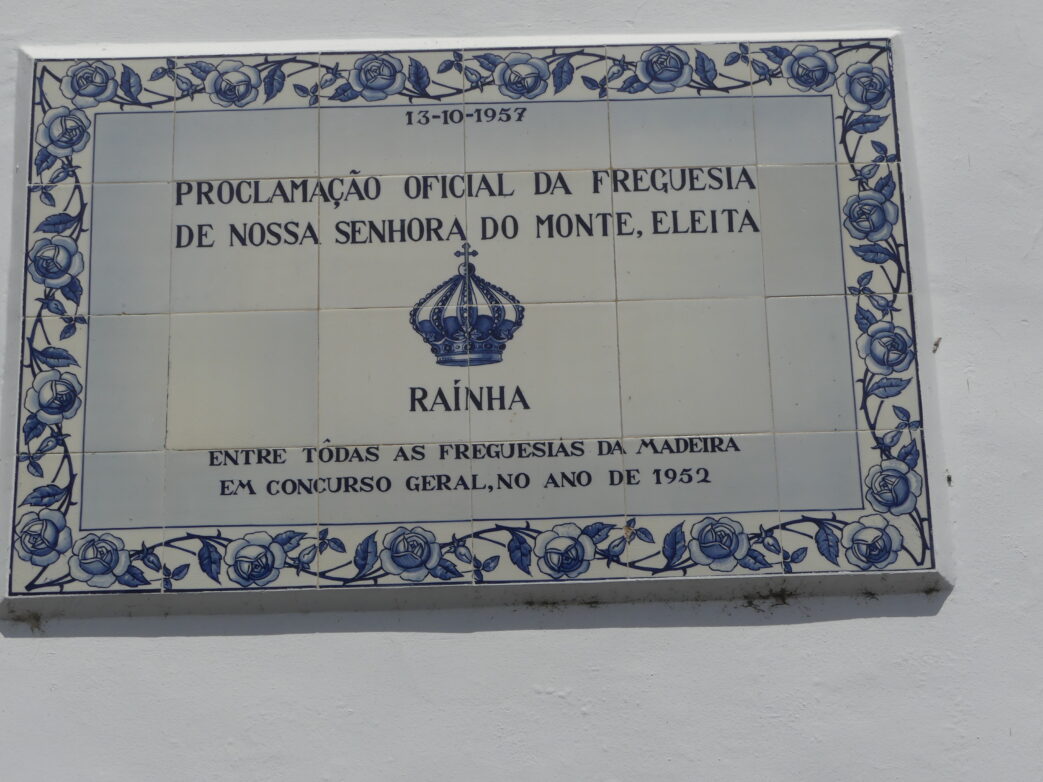 13-10-1957
PROCLAMAÇÃO OFICIAL DA FREGUESIA
DE NOSSA SENHORA DO MONTE, ELEITA
RAÍNHA
ENTRE TÔDAS AS FREGUESIAS DA MADEIRA
EM CONCURSO GERAL, NO ANO DE 1952